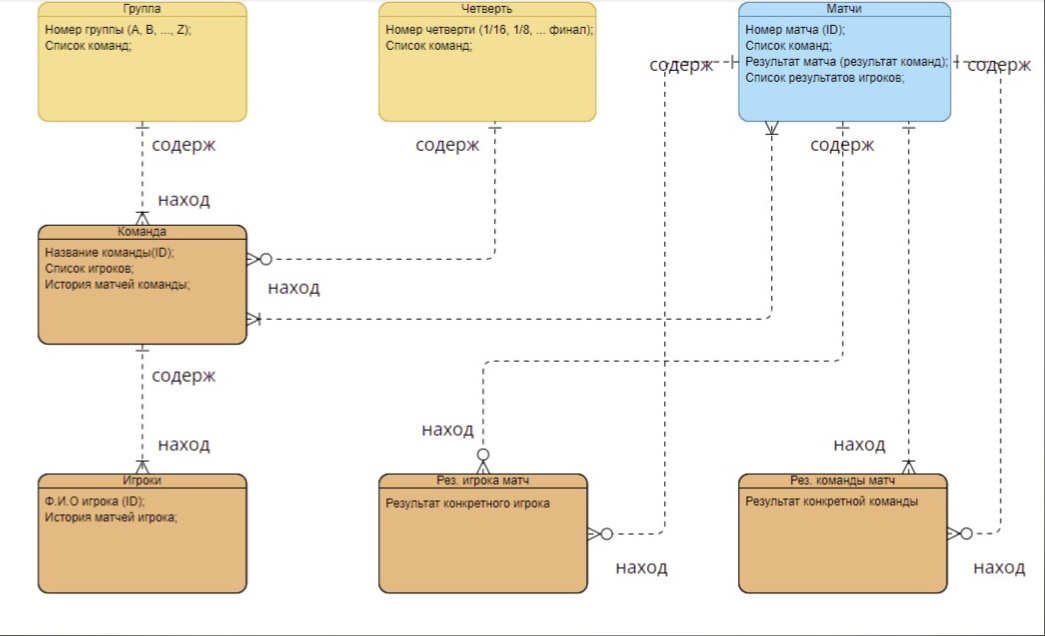 Группа
Номер группы (A, B, ..., Z);
Список команд;
Четверть
Номер четверти (1/16, 1/8, ... финал);
Список команд;
Матчи
Номер матча (ID);
Список команд;
Результат матча (результат команд);
Список результатов игроков;
содерж
содерж
содерж
содерж
содерж
наход
Команда
Название команды(ID);
Список игроков;
История матчей команды;
наход
содерж
наход
наход
наход
Игроки
Ф.И.О игрока (ID);
История матчей игрока;
Рез. игрока матч
Результат конкретного игрока
Рез. команды матч
Результат конкретной команды
наход
наход